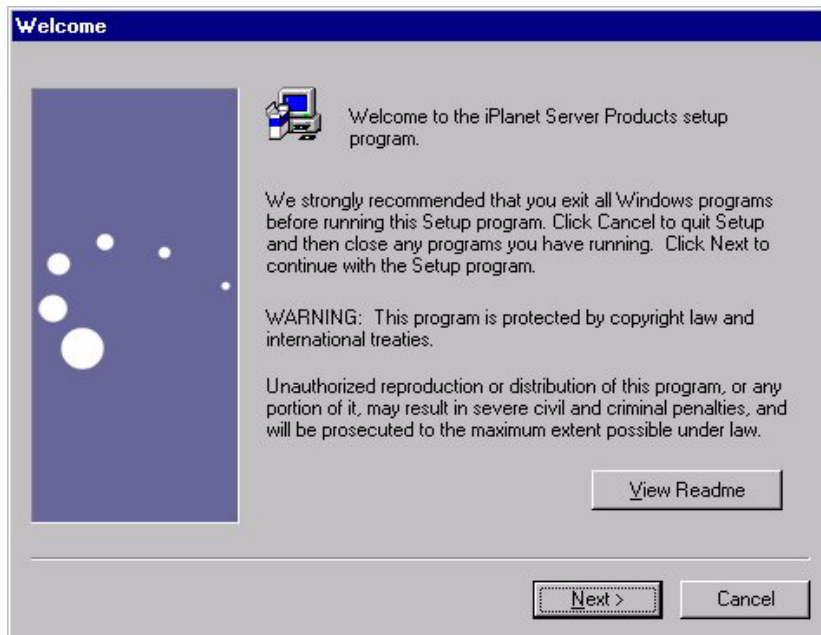 Welcome
Welcome to the iPlanet Server Products setup
program.
We strongly recommended that you exit all Windows programs
before running this Setup program. Click Cancel to quit Setup
and then close any programs you have running. Click Next to
continue with the Setup program.
WARNING: This program is protected by copyright law and
international treaties.
Unauthorized reproduction or distribution of this program, or any
portion of it, may result in severe civil and criminal penalties, and
will be prosecuted to the maximum extent possible under law.
View Readme
Next >
Cancel